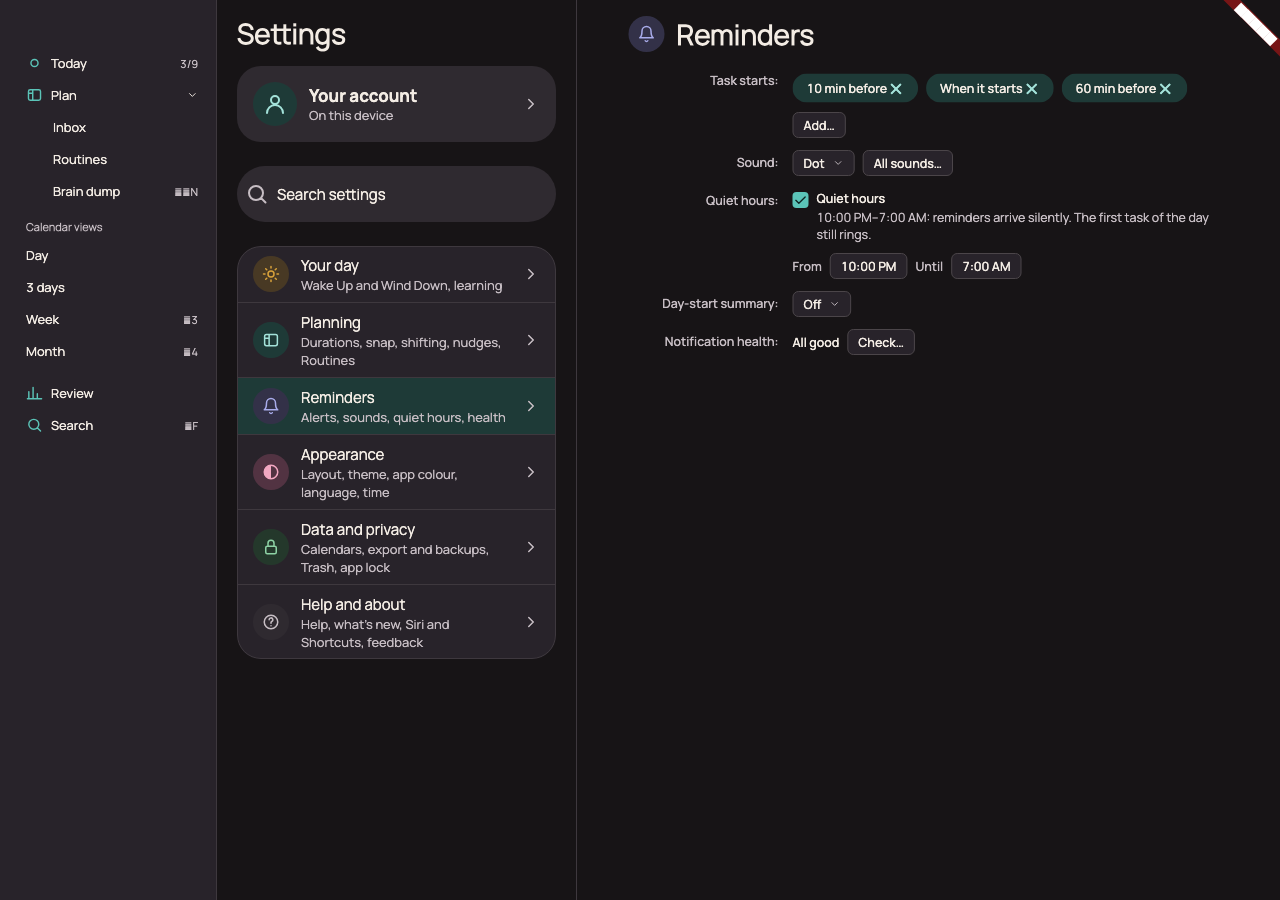 Today 3/9
Plan
Inbox
Routines
Brain dump N
Calendar views
Day
3 days
Week 3
Month 4
Review
Search F
Settings
Your account
On this device
Search settings
Your day
Wake Up and Wind Down, learning
Planning
Durations, snap, shifting, nudges,
Routines
Reminders
Alerts, sounds, quiet hours, health
Appearance
Layout, theme, app colour,
language, time
Data and privacy
Calendars, export and backups,
Trash, app lock
Help and about
Help, what's new, Siri and
Shortcuts, feedback
Reminders
Task starts: 10 min before When it starts 60 min before
Add...
Sound: Dot All sounds...
Quiet hours: Quiet hours
10:00 PM–7:00 AM: reminders arrive silently. The first task of the day
still rings.
From 10:00 PM Until 7:00 AM
Day-start summary: Off
Notification health: All good Check...